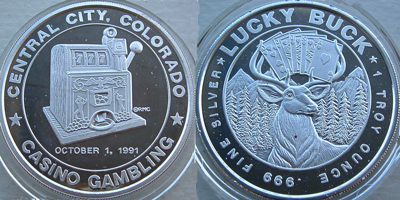 ★ CENTRAL CITY, COLORADO ★
777
©RMC
OCTOBER 1, 1991
CASINO GAMBLING
★ LUCKY BUCK ★
FINE SILVER
.999
1 TROY OUNCE